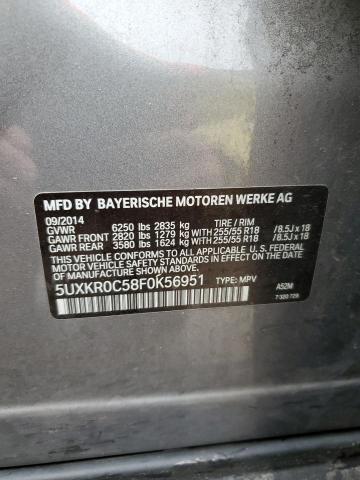 MFD BY BAYERISCHE MOTOREN WERKE AG
09/2014
GVWR 6250 lbs 2835 kg TIRE / RIM
GAWR FRONT 2820 lbs 1279 kg WITH 255/55 R18 /8.5J x 18
GAWR REAR 3580 lbs 1624 kg WITH 255/55 R18 /8.5J x 18
THIS VEHICLE CONFORMS TO ALL APPLICABLE U.S. FEDERAL
MOTOR VEHICLE SAFETY STANDARDS IN EFFECT ON THE
DATE OF MANUFACTURE SHOWN ABOVE.
5UXKR0C58F0K56951 TYPE: MPV
A52M
7 320 729